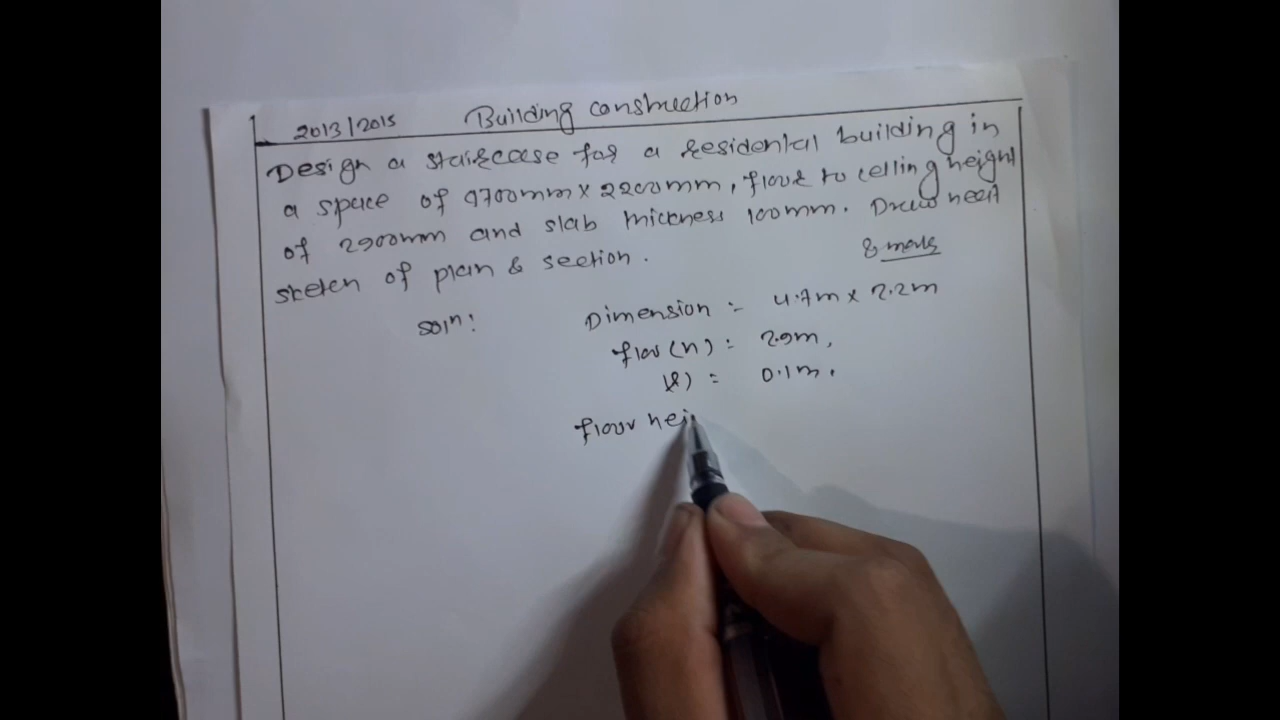 2013/2015 Building construction
Design a staircase for a residental building in
a space of 4700mm x 2200mm, floor to celling height
of 2900mm and slab thickness 100mm. Draw neat
sketch of plan & section. 8 marks
Solⁿ: Dimension :- 4.7m x 2.2m
floor(h) = 2.9m,
(t) = 0.1m.
floor hei